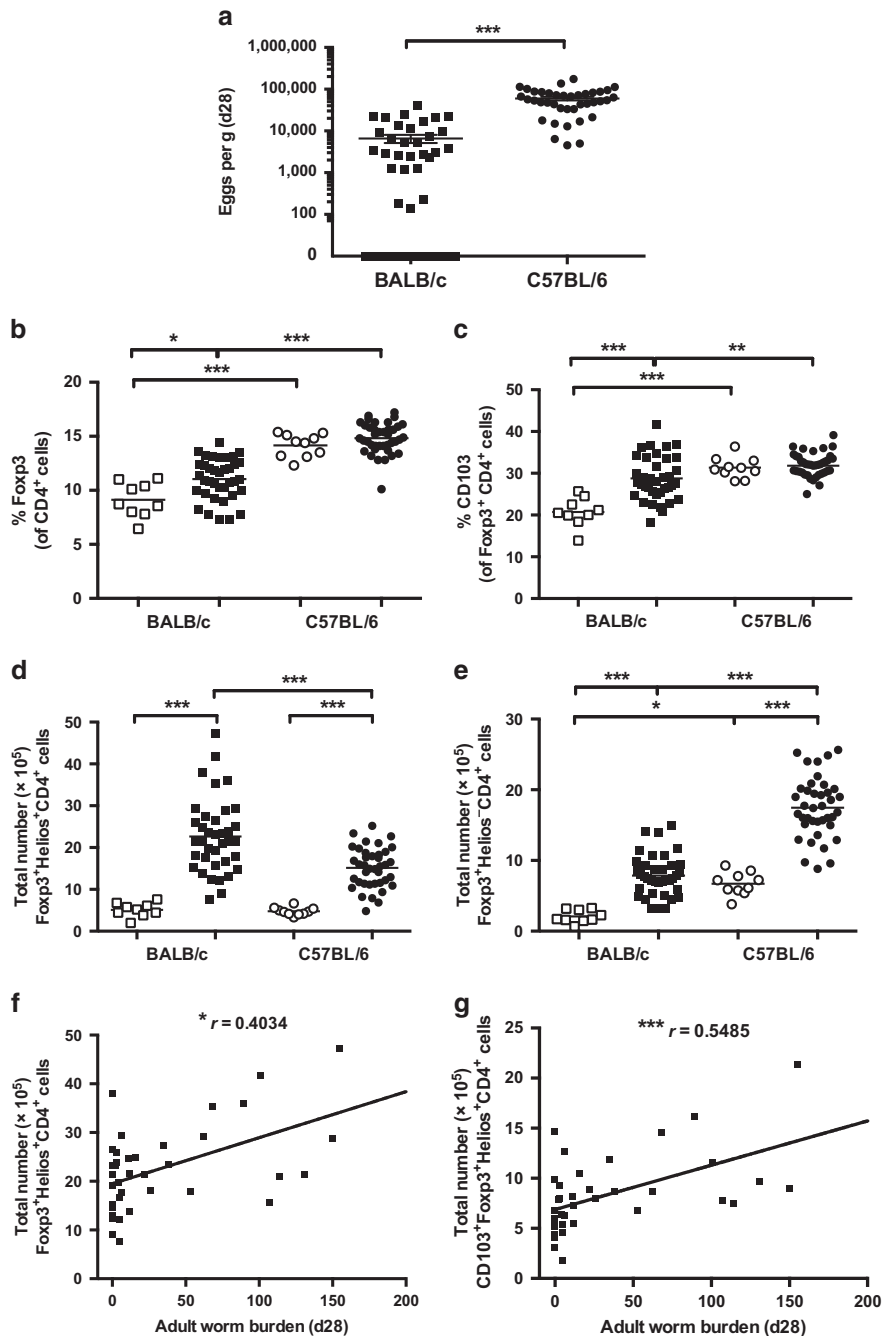 a
***
1,000,000
100,000
10,000
1,000
100
0
Eggs per g (d28)
BALB/c C57BL/6
b
* ***
***
20
15
10
5
0
% Foxp3
(of CD4⁺ cells)
BALB/c C57BL/6
c
*** **
***
50
40
30
20
10
0
% CD103
(of Foxp3⁺ CD4⁺ cells)
BALB/c C57BL/6
d
***
*** ***
50
40
30
20
10
0
Total number (× 10⁵)
Foxp3⁺Helios⁺CD4⁺ cells
BALB/c C57BL/6
e
*** ***
* ***
30
20
10
0
Total number (× 10⁵)
Foxp3⁺Helios⁻CD4⁺ cells
BALB/c C57BL/6
f
* r = 0.4034
50
40
30
20
10
0
Total number (× 10⁵)
Foxp3⁺Helios⁺CD4⁺ cells
0 50 100 150 200
Adult worm burden (d28)
g
*** r = 0.5485
25
20
15
10
5
0
Total number (× 10⁵)
CD103⁺Foxp3⁺Helios⁺CD4⁺ cells
0 50 100 150 200
Adult worm burden (d28)